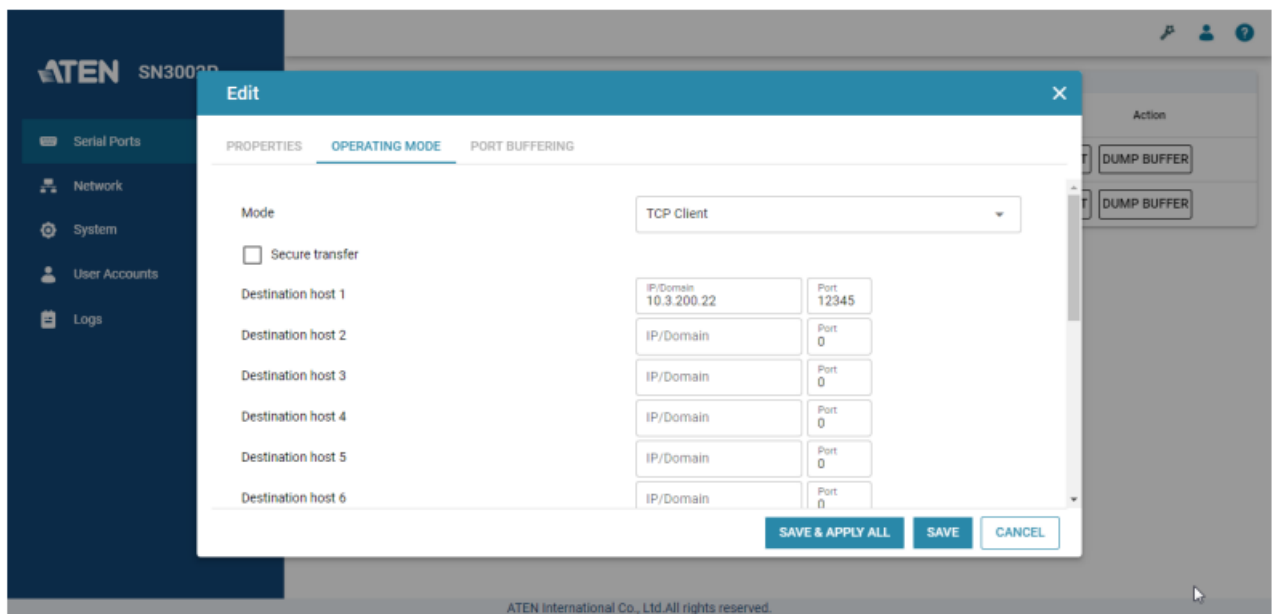 ATEN
Edit
Action
Serial Ports
PROPERTIES OPERATING MODE PORT BUFFERING
DUMP BUFFER
Network
DUMP BUFFER
Mode
TCP Client
System
Secure transfer
User Accounts
Destination host 1
IP/Domain
10.3.200.22
Port
12345
Logs
Destination host 2
IP/Domain
Port
0
Destination host 3
IP/Domain
Port
0
Destination host 4
IP/Domain
Port
0
Destination host 5
IP/Domain
Port
0
Destination host 6
IP/Domain
Port
0
SAVE & APPLY ALL SAVE CANCEL
ATEN International Co., Ltd.All rights reserved.